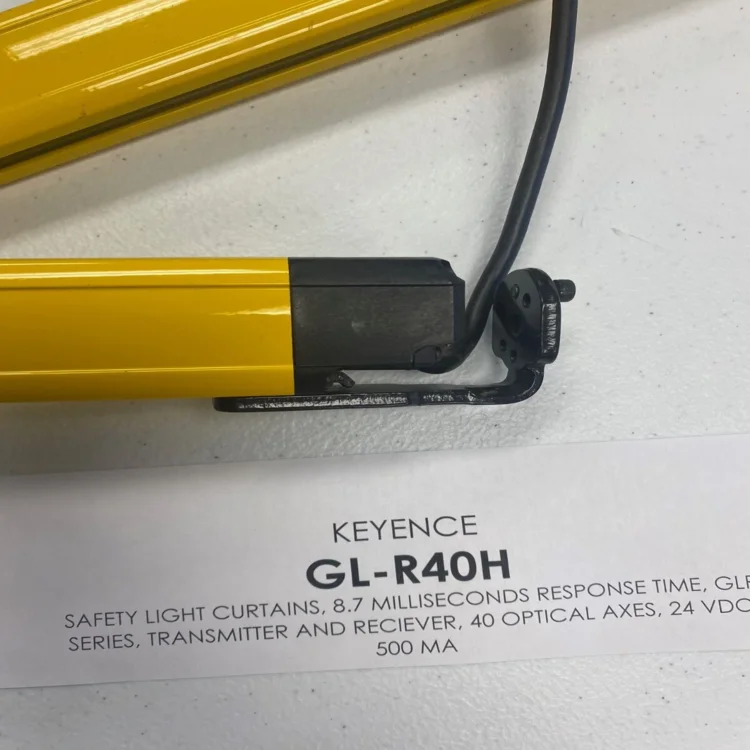 KEYENCE
GL-R40H
SAFETY LIGHT CURTAINS, 8.7 MILLISECONDS RESPONSE TIME,
SERIES, TRANSMITTER AND RECIEVER, 40 OPTICAL AXES, 24 VDC
500 MA